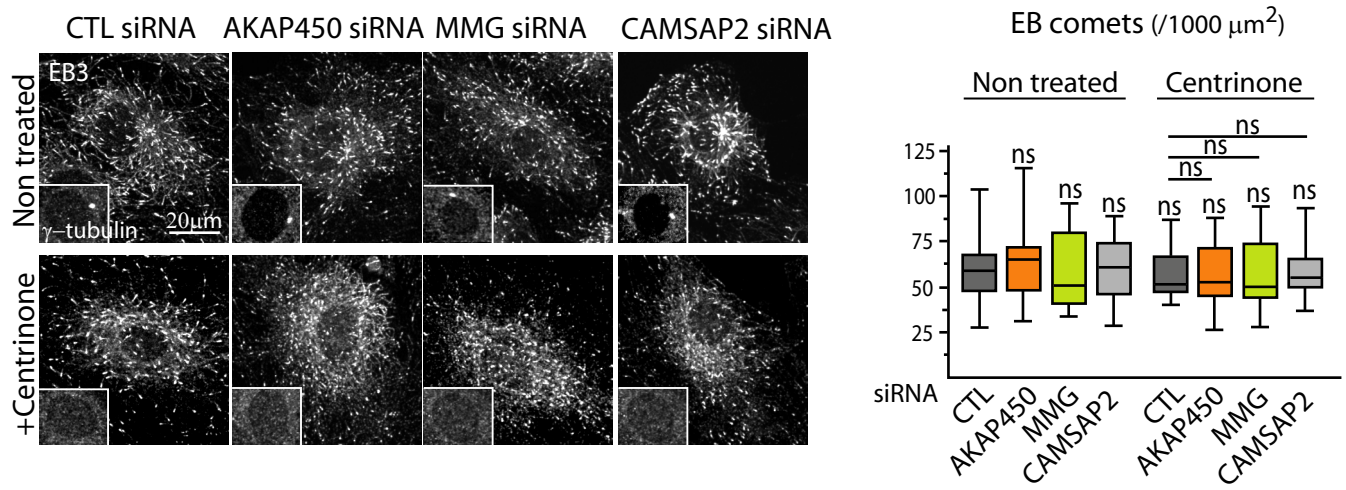 CTL siRNA AKAP450 siRNA MMG siRNA CAMSAP2 siRNA
Non treated
EB3
γ-tubulin
20µm
+Centrinone
EB comets (/1000 µm²)
Non treated Centrinone
ns
ns
ns
ns ns ns
ns ns ns ns
125
100
75
50
25
siRNA
CTL
AKAP450
MMG
CAMSAP2
CTL
AKAP450
MMG
CAMSAP2